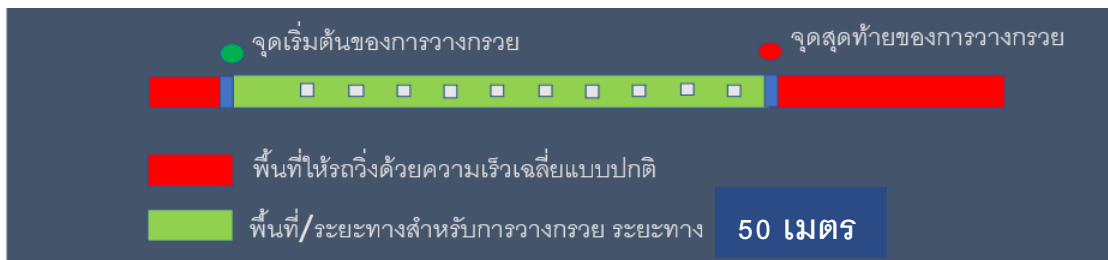 จุดเริ่มต้นของการวางกรวย
จุดสุดท้ายของการวางกรวย
พื้นที่ให้รถวิ่งด้วยความเร็วเฉลี่ยแบบปกติ
พื้นที่/ระยะทางสำหรับการวางกรวย ระยะทาง 50 เมตร